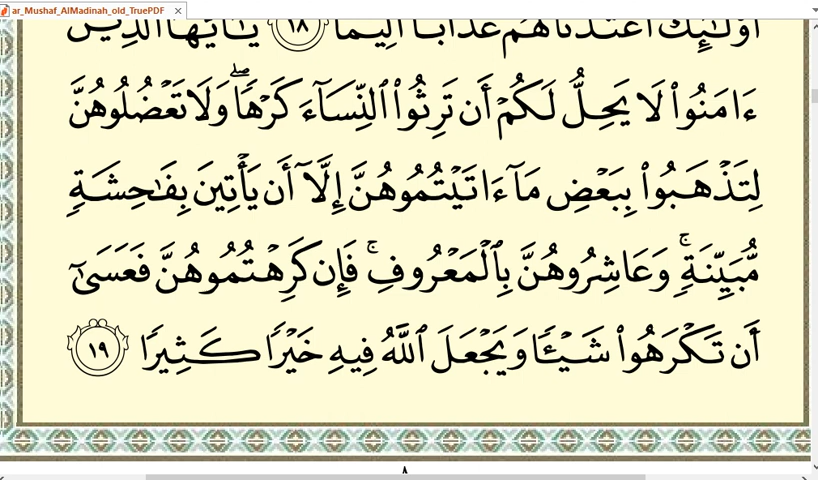 ar_Mushaf_AlMadinah_old_TruePDF
أُو۟لَـٰٓئِكَ أَعْتَدْنَا لَهُمْ عَذَابًا أَلِيمًا ١٨ يَـٰٓأَيُّهَا ٱلَّذِينَ
ءَامَنُوا۟ لَا يَحِلُّ لَكُمْ أَن تَرِثُوا۟ ٱلنِّسَآءَ كَرْهًا ۖ وَلَا تَعْضُلُوهُنَّ
لِتَذْهَبُوا۟ بِبَعْضِ مَآ ءَاتَيْتُمُوهُنَّ إِلَّآ أَن يَأْتِينَ بِفَـٰحِشَةٍ
مُّبَيِّنَةٍ ۚ وَعَاشِرُوهُنَّ بِٱلْمَعْرُوفِ ۚ فَإِن كَرِهْتُمُوهُنَّ فَعَسَىٰٓ
أَن تَكْرَهُوا۟ شَيْـًٔا وَيَجْعَلَ ٱللَّهُ فِيهِ خَيْرًا كَثِيرًا ١٩